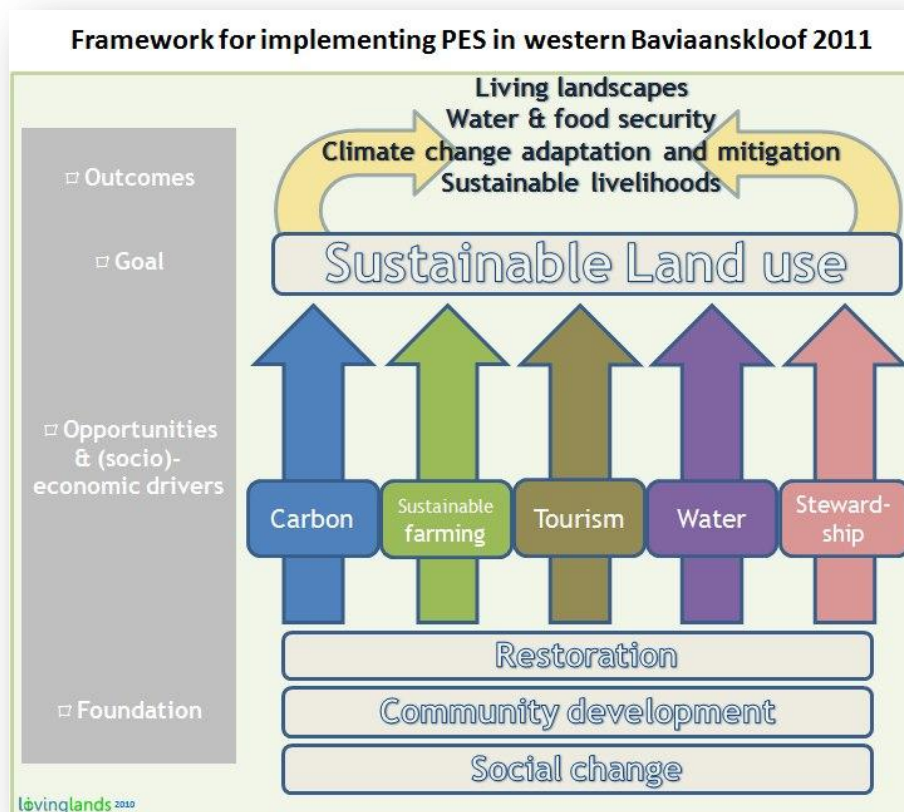 Framework for implementing PES in western Baviaanskloof 2011
Living landscapes
Water & food security
Climate change adaptation and mitigation
Sustainable livelihoods
Outcomes
Goal
Sustainable Land use
Opportunities
& (socio)-
economic drivers
Carbon
Sustainable
farming
Tourism
Water
Steward-
ship
Restoration
Foundation
Community development
Social change
livinglands 2010